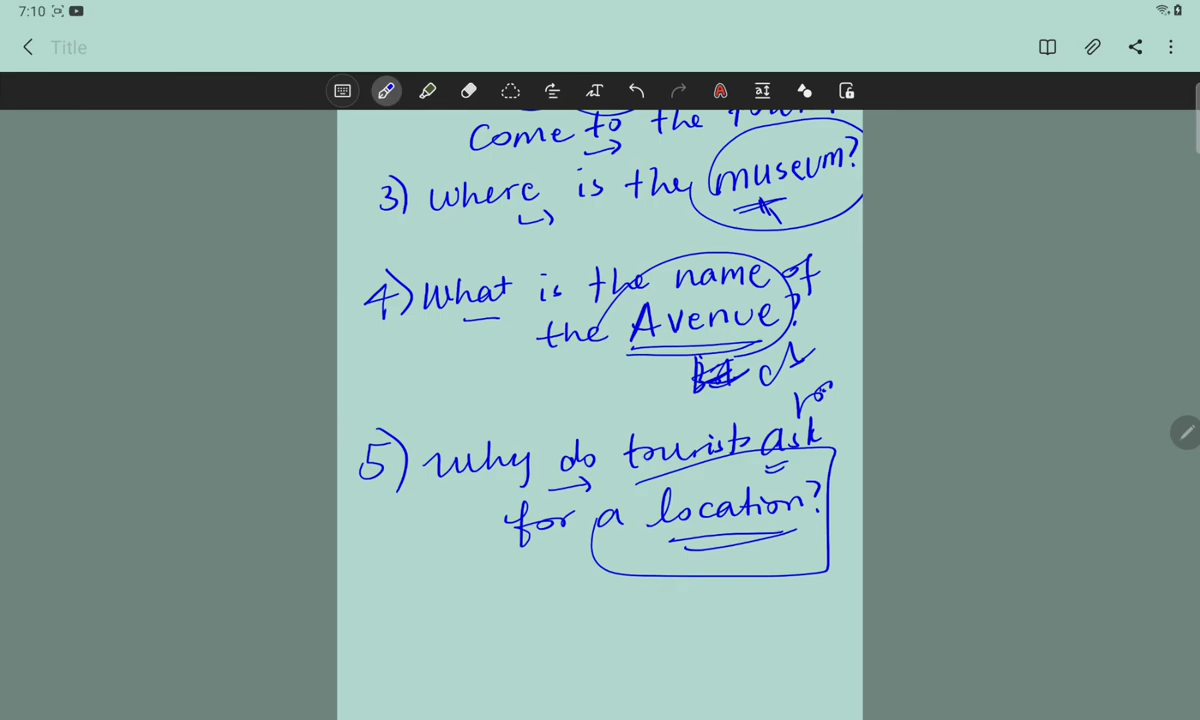 7:10
Title
Come to the
3) Where is the museum?
4) What is the name of
the Avenue?
5) Why do tourists ask
for a location?